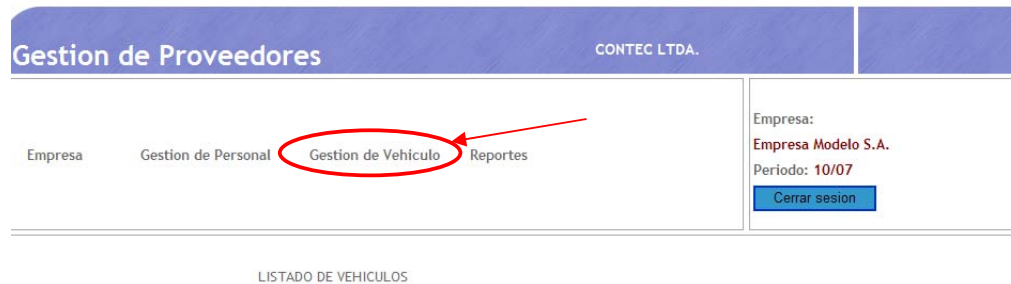 Gestion de Proveedores
CONTEC LTDA.
Empresa
Gestion de Personal
Gestion de Vehiculo
Reportes
Empresa:
Empresa Modelo S.A.
Periodo: 10/07
Cerrar sesion
LISTADO DE VEHICULOS